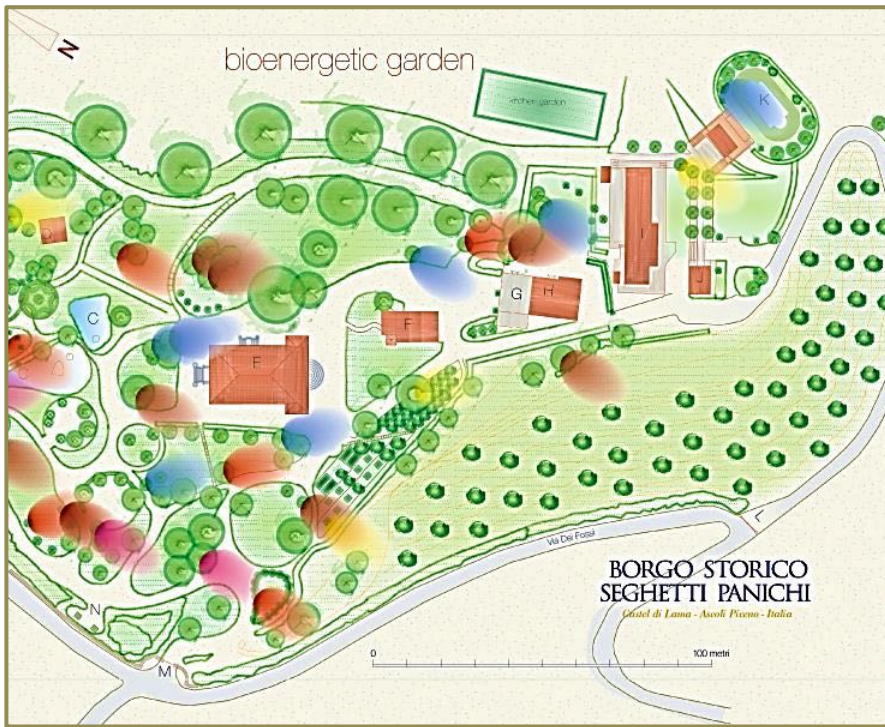 N
bioenergetic garden
kitchen garden
K
D
I
J
C
G
H
F
E
Via Dei Fossi
L
BORGO STORICO
SEGHETTI PANICHI
Castel di Lama - Ascoli Piceno - Italia
N
0
100 metri
M